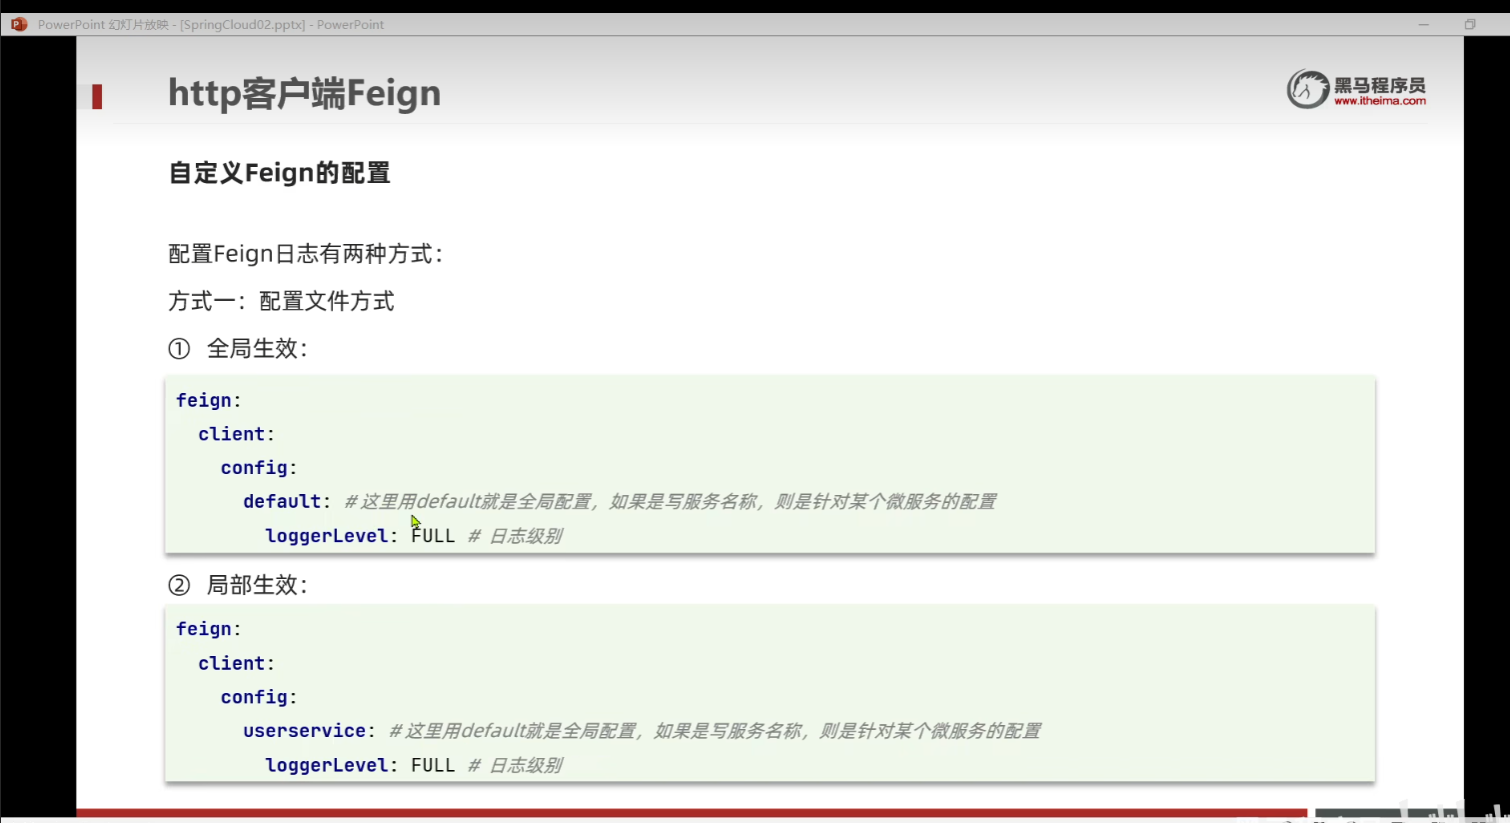 PowerPoint 幻灯片放映 - [SpringCloud02.pptx] - PowerPoint
http客户端Feign
黑马程序员
www.itheima.com
自定义Feign的配置
配置Feign日志有两种方式：
方式一：配置文件方式
① 全局生效：
feign:
  client:
    config:
      default: #这里用default就是全局配置，如果是写服务名称，则是针对某个微服务的配置
        loggerLevel: FULL # 日志级别
② 局部生效：
feign:
  client:
    config:
      userservice: #这里用default就是全局配置，如果是写服务名称，则是针对某个微服务的配置
        loggerLevel: FULL # 日志级别